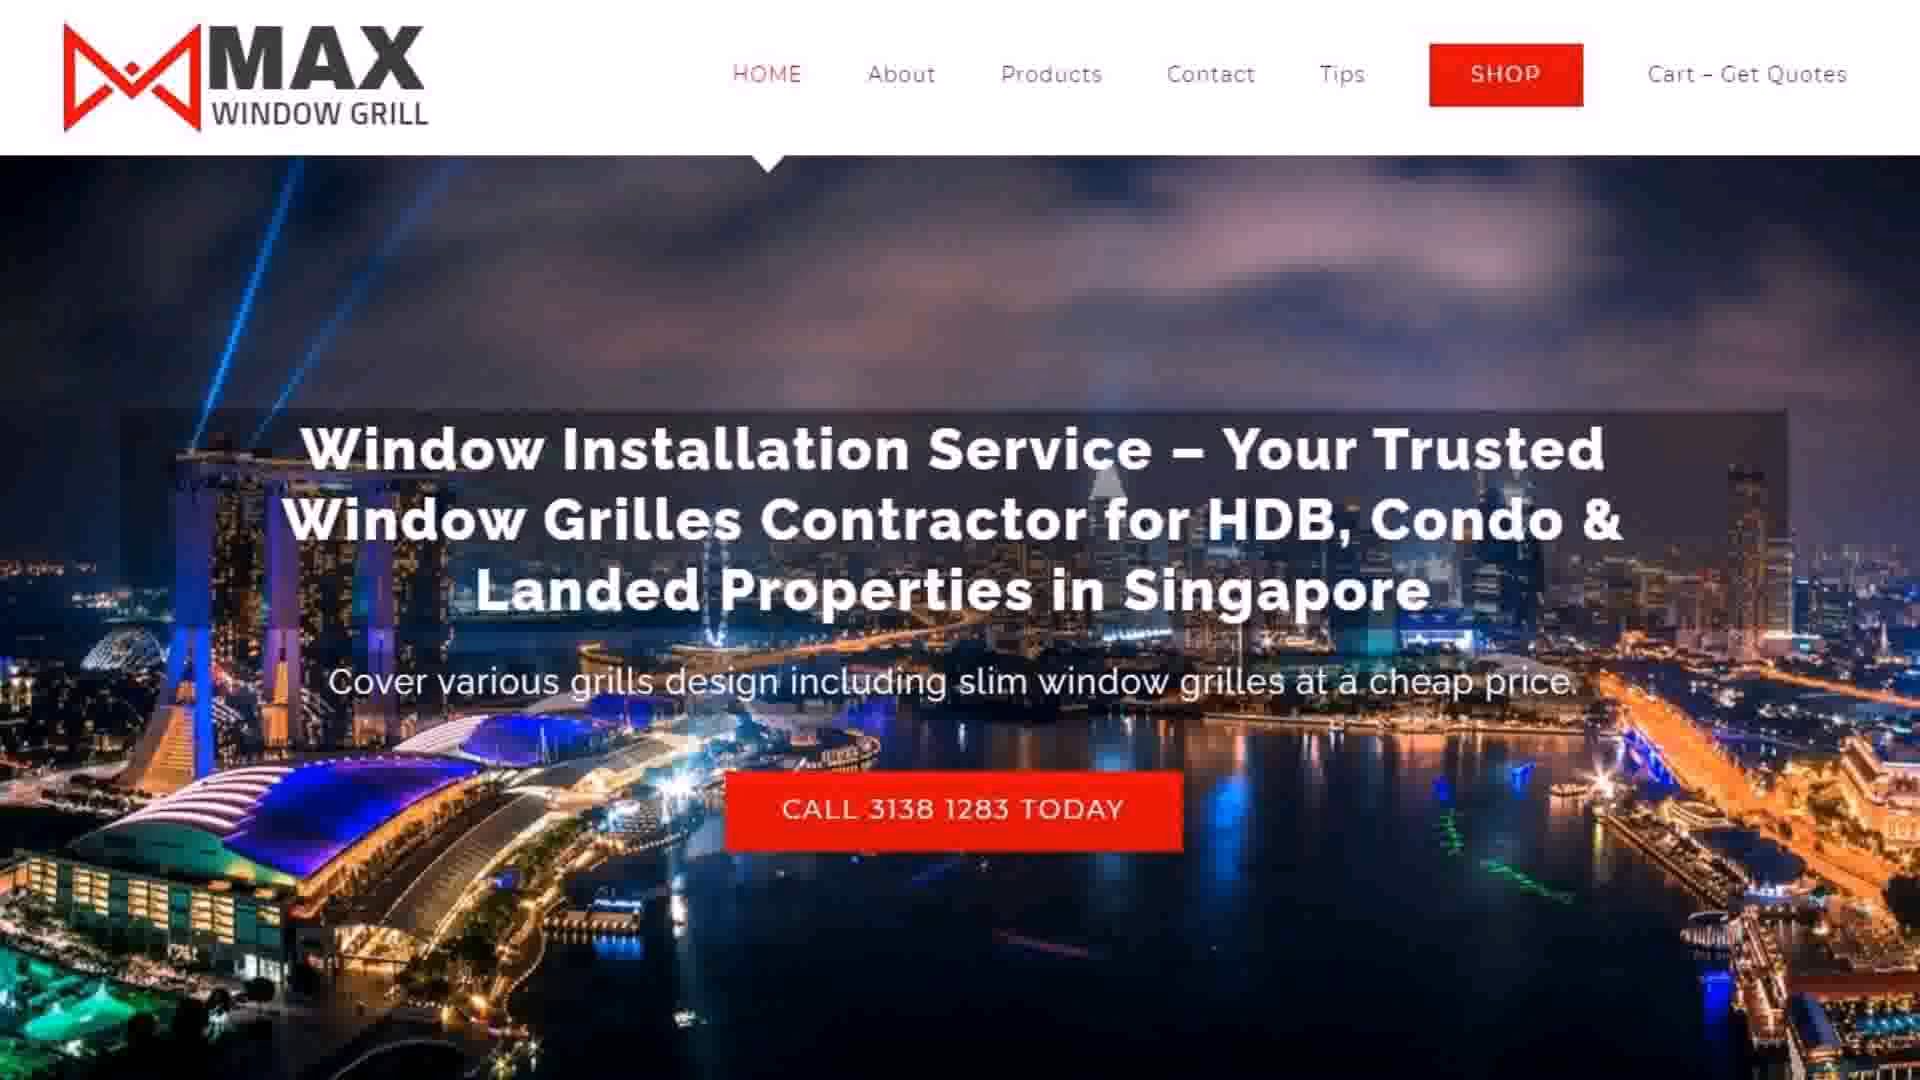 MAX
WINDOW GRILL
HOME
About
Products
Contact
Tips
SHOP
Cart – Get Quotes
Window Installation Service – Your Trusted
Window Grilles Contractor for HDB, Condo &
Landed Properties in Singapore
Cover various grills design including slim window grilles at a cheap price.
CALL 3138 1283 TODAY